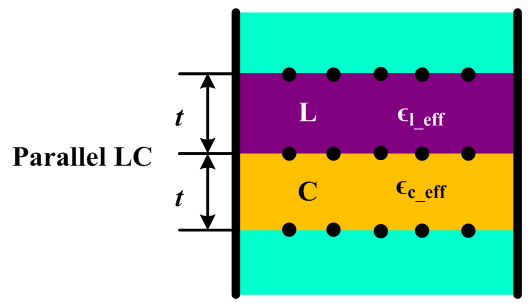 t
L ϵl_eff
Parallel LC
t
C ϵc_eff